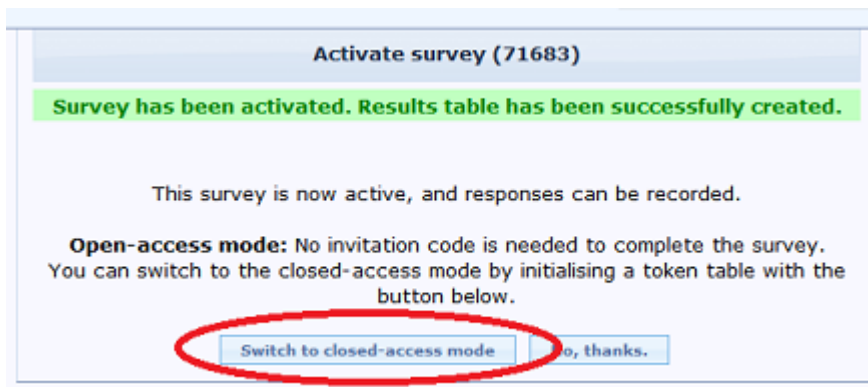 Activate survey (71683)
Survey has been activated. Results table has been successfully created.
This survey is now active, and responses can be recorded.
Open-access mode: No invitation code is needed to complete the survey.
You can switch to the closed-access mode by initialising a token table with the
button below.
Switch to closed-access mode
No, thanks.